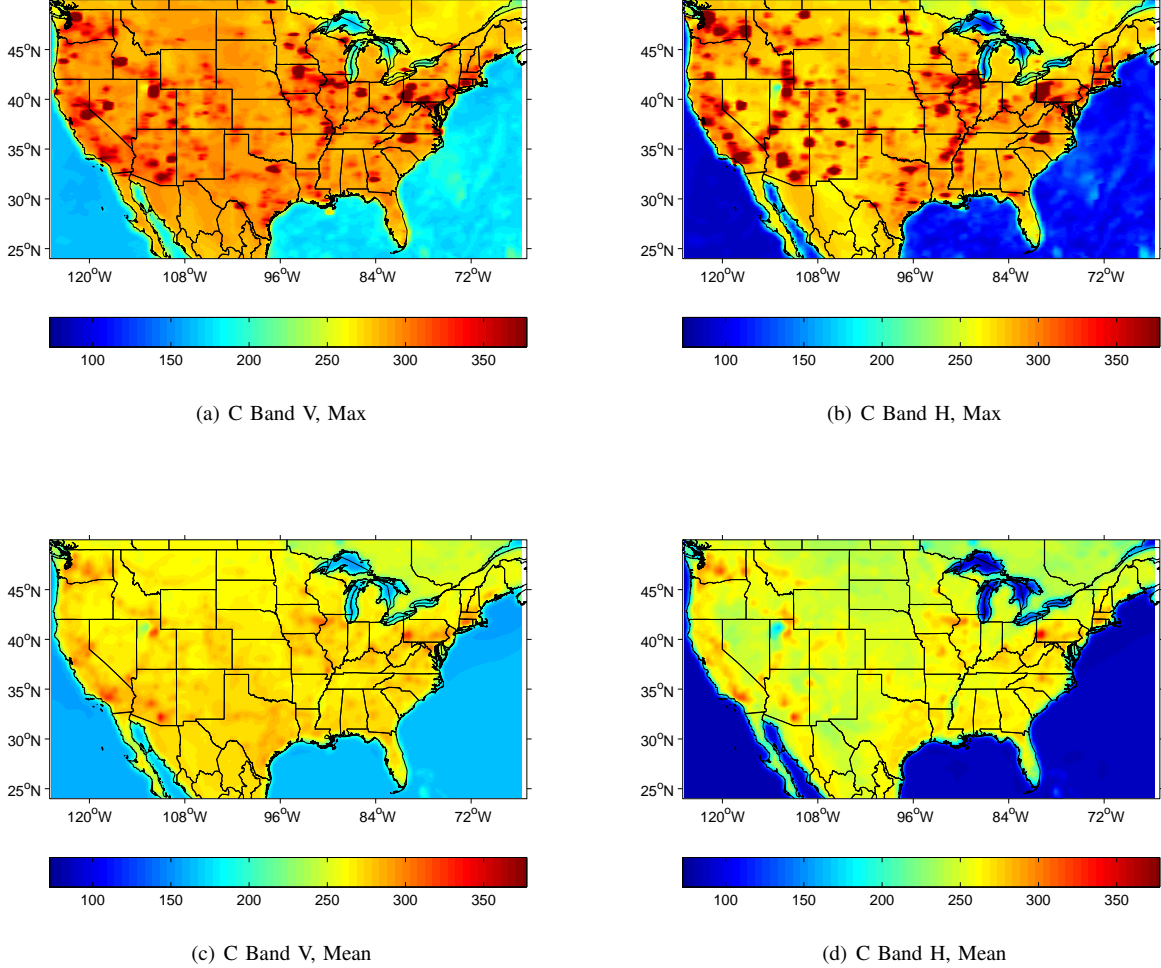 45°N
40°N
35°N
30°N
25°N
120°W 108°W 96°W 84°W 72°W
100 150 200 250 300 350
(a) C Band V, Max
45°N
40°N
35°N
30°N
25°N
120°W 108°W 96°W 84°W 72°W
100 150 200 250 300 350
(b) C Band H, Max
45°N
40°N
35°N
30°N
25°N
120°W 108°W 96°W 84°W 72°W
100 150 200 250 300 350
(c) C Band V, Mean
45°N
40°N
35°N
30°N
25°N
120°W 108°W 96°W 84°W 72°W
100 150 200 250 300 350
(d) C Band H, Mean